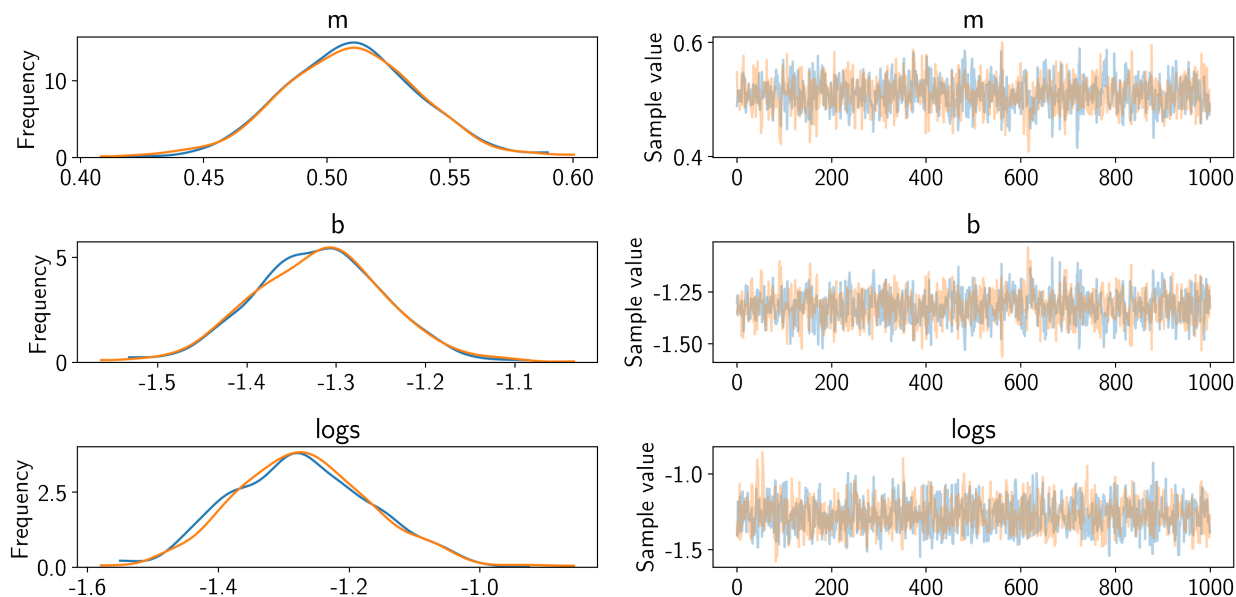 m
Frequency
10
0
0.40 0.45 0.50 0.55 0.60
m
Sample value
0.6
0.4
0 200 400 600 800 1000
b
Frequency
5
0
-1.5 -1.4 -1.3 -1.2 -1.1
b
Sample value
-1.25
-1.50
0 200 400 600 800 1000
logs
Frequency
2.5
0.0
-1.6 -1.4 -1.2 -1.0
logs
Sample value
-1.0
-1.5
0 200 400 600 800 1000